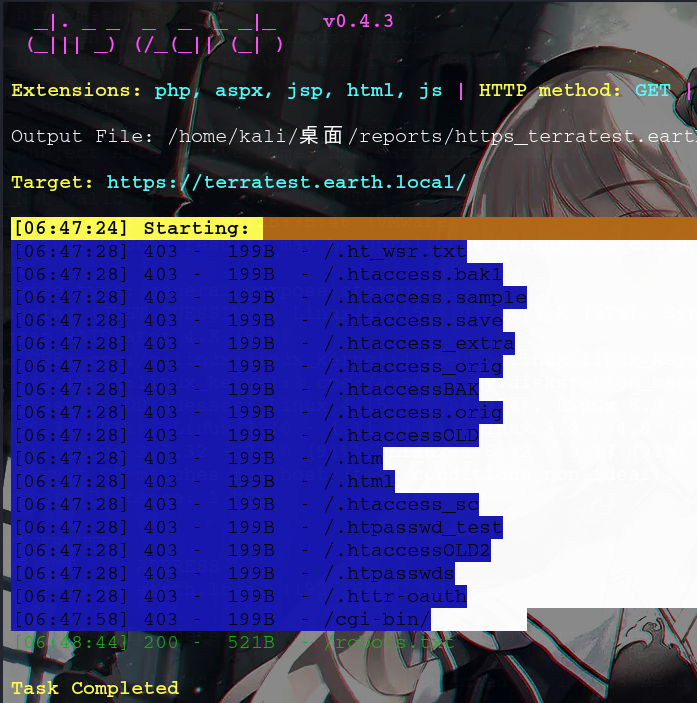 _|. _ _  _  _  _ _|_    v0.4.3
(_||| _) (/_(_|| (_| )
Extensions: php, aspx, jsp, html, js | HTTP method: GET |
Output File: /home/kali/桌面/reports/https_terratest.eart
Target: https://terratest.earth.local/
[06:47:24] Starting:
[06:47:28] 403 -  199B  - /.ht_wsr.txt
[06:47:28] 403 -  199B  - /.htaccess.bak1
[06:47:28] 403 -  199B  - /.htaccess.sample
[06:47:28] 403 -  199B  - /.htaccess.save
[06:47:28] 403 -  199B  - /.htaccess_extra
[06:47:28] 403 -  199B  - /.htaccess_orig
[06:47:28] 403 -  199B  - /.htaccessBAK
[06:47:28] 403 -  199B  - /.htaccess.orig
[06:47:28] 403 -  199B  - /.htaccessOLD
[06:47:28] 403 -  199B  - /.htm
[06:47:28] 403 -  199B  - /.html
[06:47:28] 403 -  199B  - /.htaccess_sc
[06:47:28] 403 -  199B  - /.htpasswd_test
[06:47:28] 403 -  199B  - /.htaccessOLD2
[06:47:28] 403 -  199B  - /.htpasswds
[06:47:28] 403 -  199B  - /.httr-oauth
[06:47:58] 403 -  199B  - /cgi-bin/
[06:48:44] 200 -  521B  - /robots.txt
Task Completed